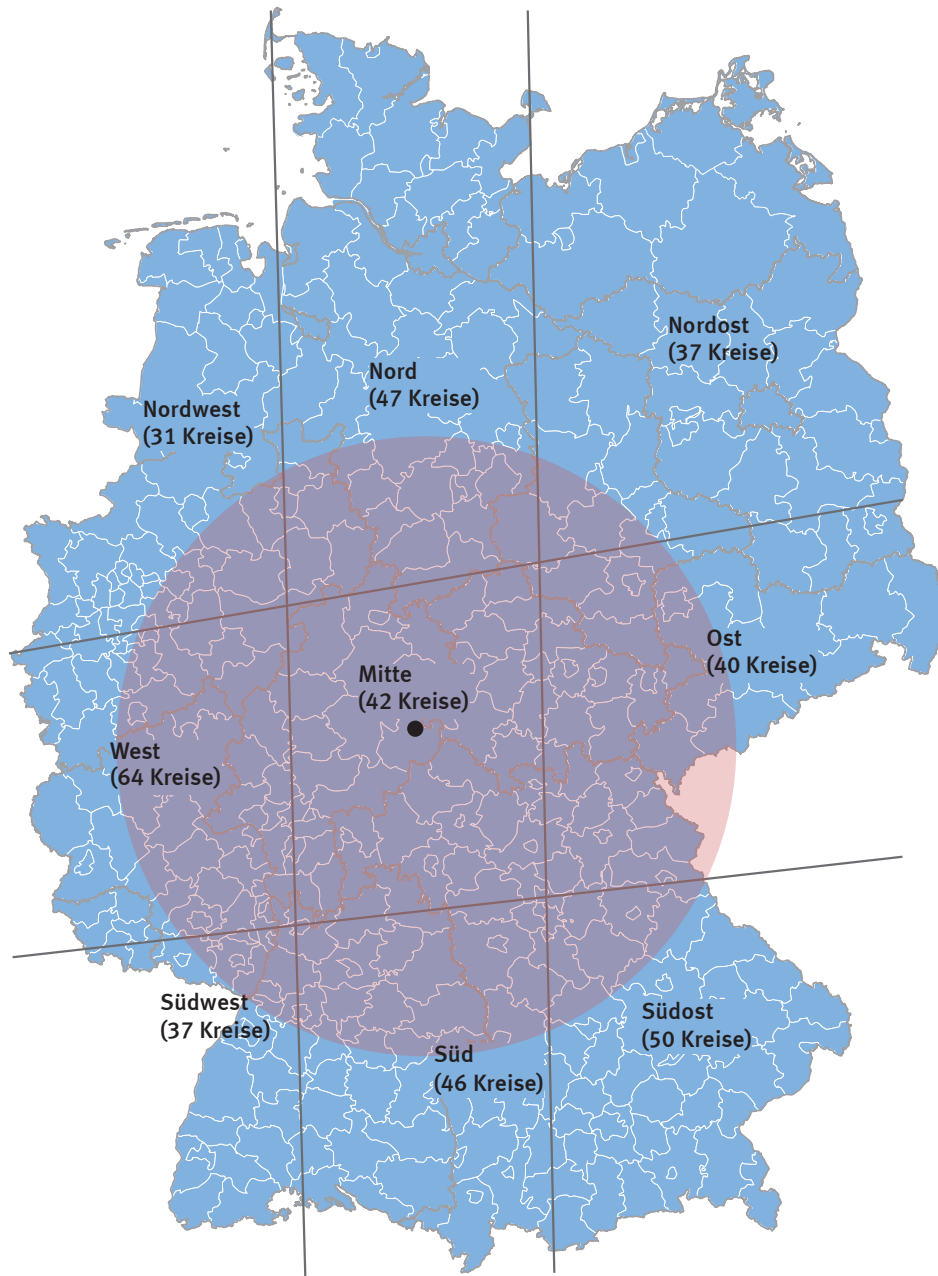 Nordost
(37 Kreise)
Nord
(47 Kreise)
Nordwest
(31 Kreise)
Ost
(40 Kreise)
Mitte
(42 Kreise)
West
(64 Kreise)
Südwest
(37 Kreise)
Südost
(50 Kreise)
Süd
(46 Kreise)